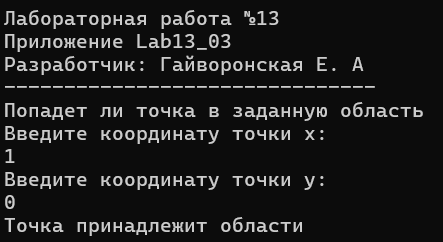 Лабораторная работа №13
Приложение Lab13_03
Разработчик: Гайворонская Е. А
-------------------------------
Попадет ли точка в заданную область
Введите координату точки x:
1
Введите координату точки y:
0
Точка принадлежит области